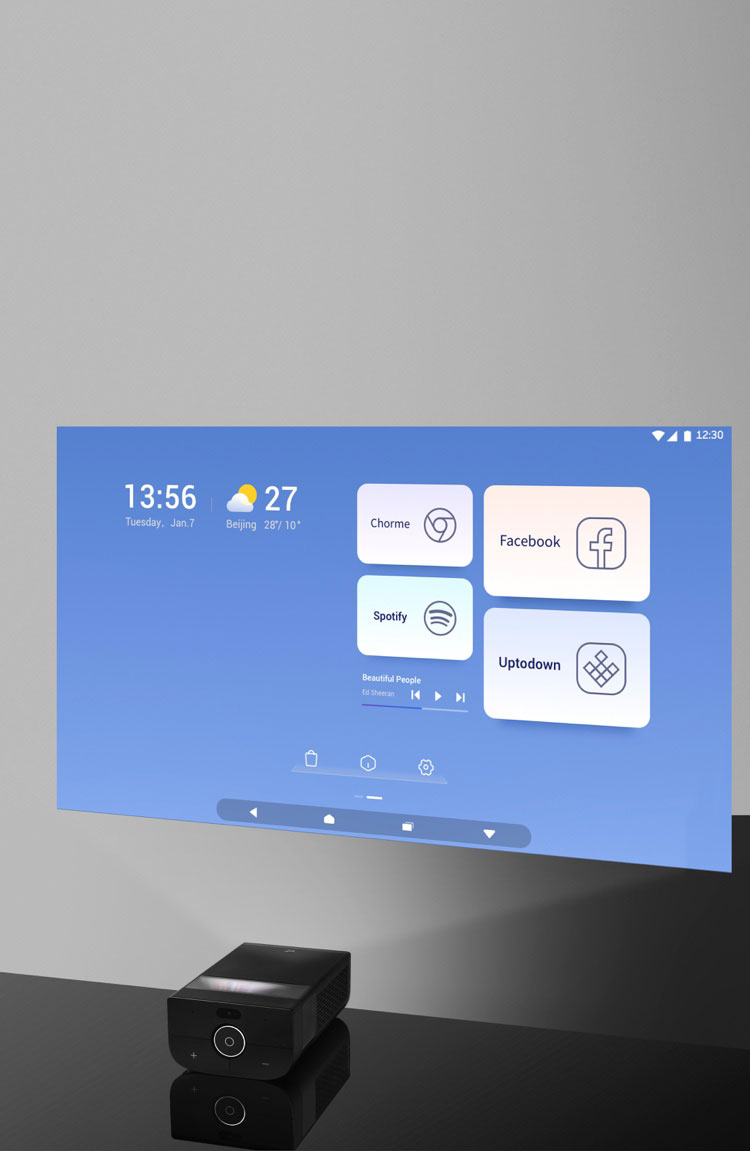 12:30
13:56
Tuesday, Jan.7
27
Beijing 28°/ 10°
Chorme
Facebook
Spotify
Uptodown
Beautiful People
Ed Sheeran